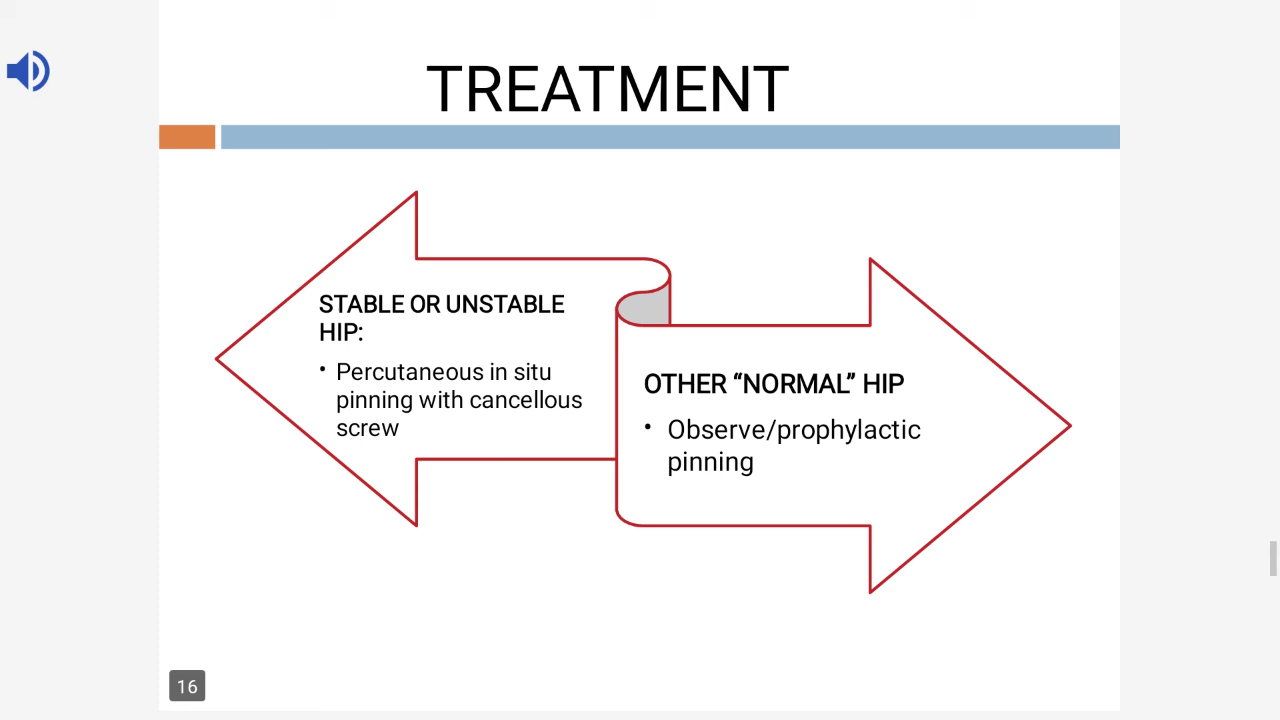 TREATMENT
STABLE OR UNSTABLE
HIP:
• Percutaneous in situ
pinning with cancellous
screw
OTHER “NORMAL” HIP
• Observe/prophylactic
pinning
16